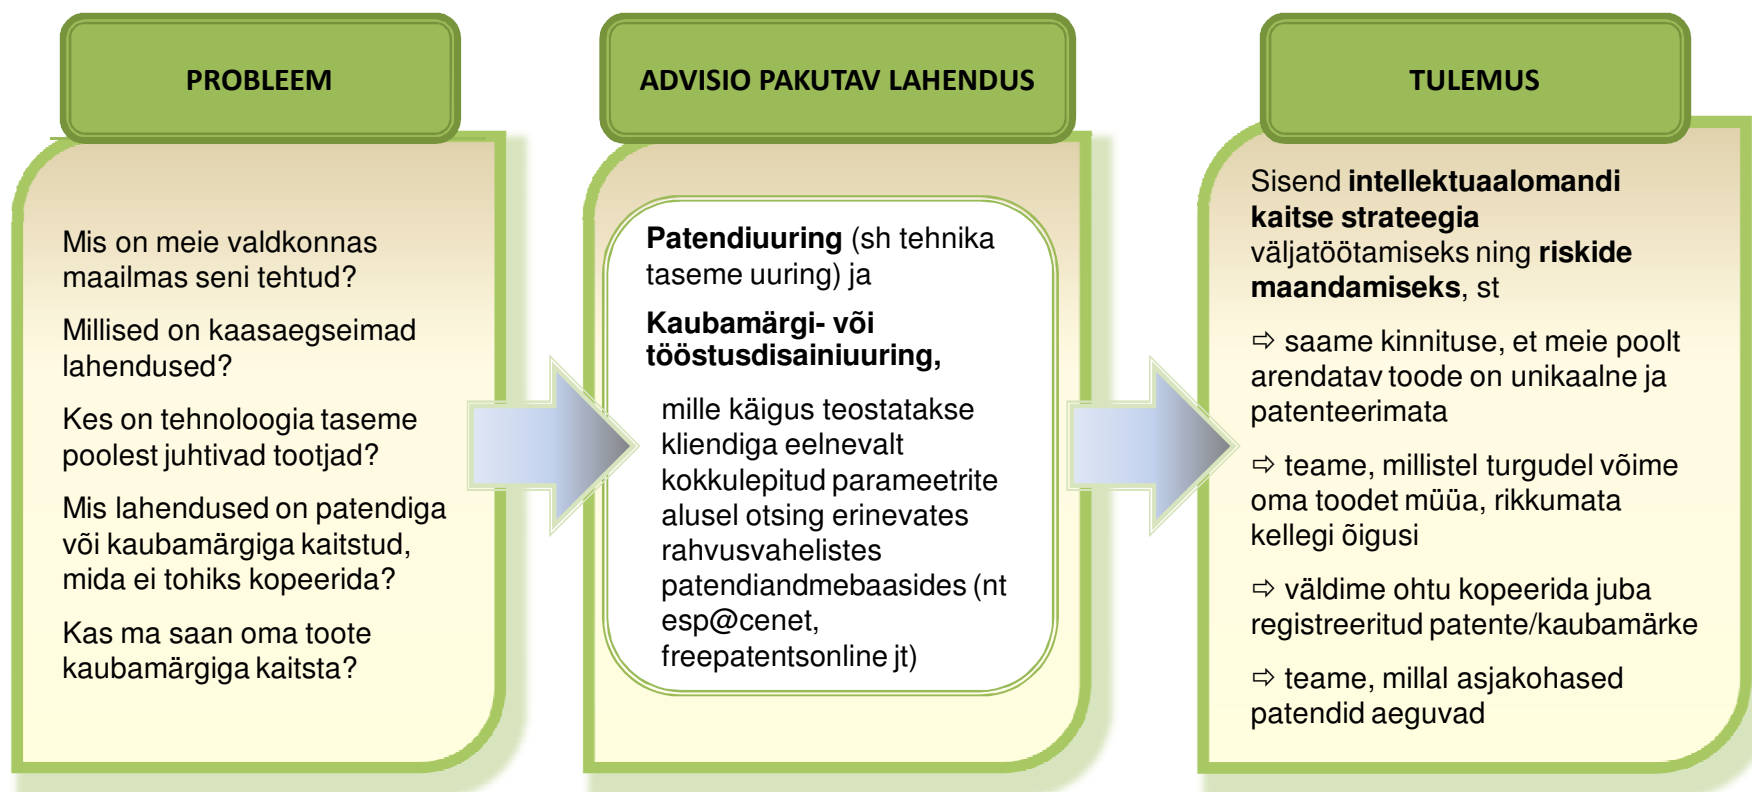 PROBLEEM
Mis on meie valdkonnas
maailmas seni tehtud?
Millised on kaasaegseimad
lahendused?
Kes on tehnoloogia taseme
poolest juhtivad tootjad?
Mis lahendused on patendiga
või kaubamärgiga kaitstud,
mida ei tohiks kopeerida?
Kas ma saan oma toote
kaubamärgiga kaitsta?
ADVISIO PAKUTAV LAHENDUS
Patendiuuring (sh tehnika
taseme uuring) ja
Kaubamärgi- või
tööstusdisainiuuring,
mille käigus teostatakse
kliendiga eelnevalt
kokkulepitud parameetrite
alusel otsing erinevates
rahvusvahelistes
patendiandmebaasides (nt
esp@cenet,
freepatentsonline jt)
TULEMUS
Sisend intellektuaalomandi
kaitse strateegia
väljatöötamiseks ning riskide
maandamiseks, st
⇨ saame kinnituse, et meie poolt
arendatav toode on unikaalne ja
patenteerimata
⇨ teame, millistel turgudel võime
oma toodet müüa, rikkumata
kellegi õigusi
⇨ väldime ohtu kopeerida juba
registreeritud patente/kaubamärke
⇨ teame, millal asjakohased
patendid aeguvad